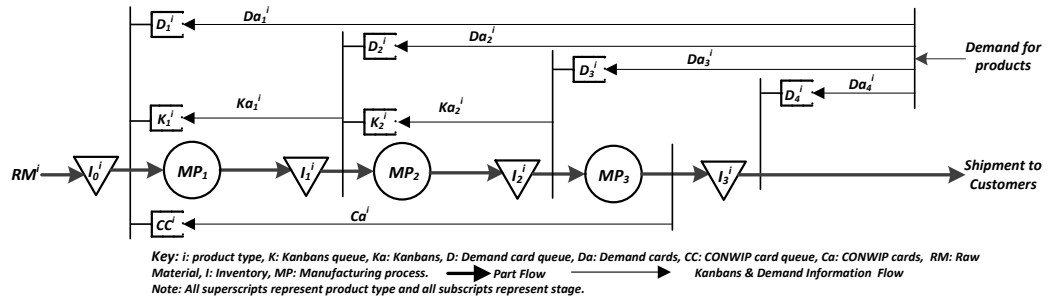 D₁ⁱ Da₁ⁱ
D₂ⁱ Da₂ⁱ
D₃ⁱ Da₃ⁱ
Demand for
products
D₄ⁱ Da₄ⁱ
K₁ⁱ Ka₁ⁱ K₂ⁱ Ka₂ⁱ
RMⁱ I₀ⁱ MP₁ I₁ⁱ MP₂ I₂ⁱ MP₃ I₃ⁱ
Shipment to
Customers
CCⁱ Caⁱ
Key: i: product type, K: Kanbans queue, Ka: Kanbans, D: Demand card queue, Da: Demand cards, CC: CONWIP card queue, Ca: CONWIP cards, RM: Raw
Material, I: Inventory, MP: Manufacturing process. Part Flow Kanbans & Demand Information Flow
Note: All superscripts represent product type and all subscripts represent stage.